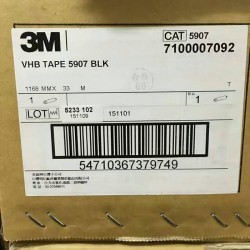 3M
CAT 5907
7100007092
VHB TAPE 5907 BLK
1168 MMX 33 M T
1 1
LOT 5233 102
151109 151101
54710367379749